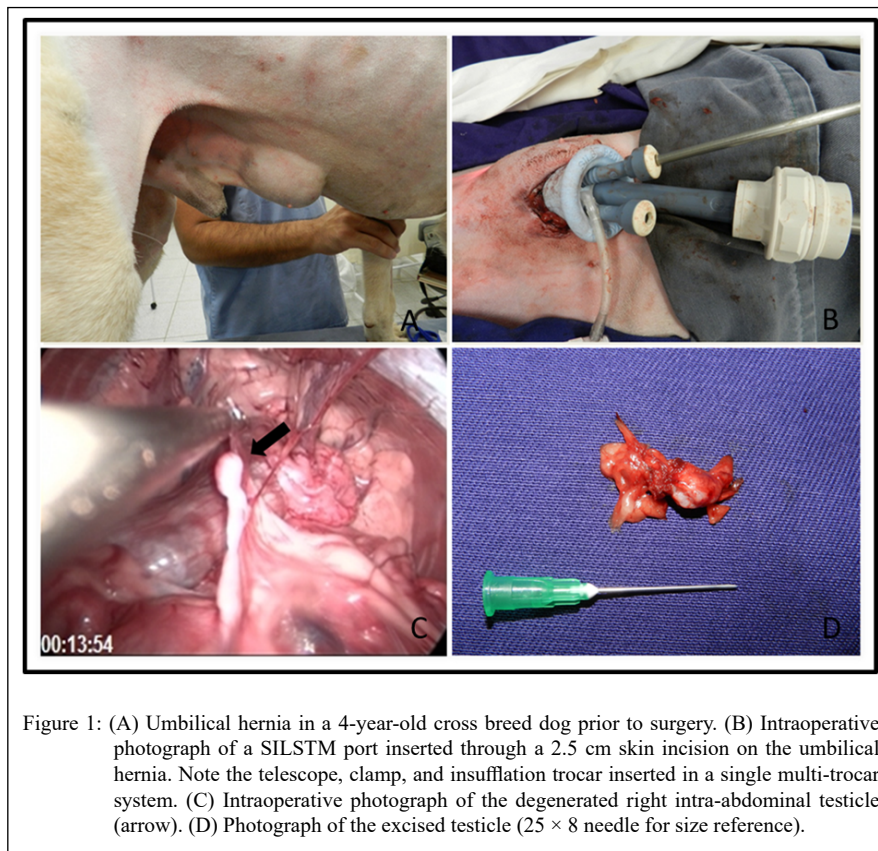 A
B
00:13:54
C
D
Figure 1: (A) Umbilical hernia in a 4-year-old cross breed dog prior to surgery. (B) Intraoperative
photograph of a SILSTM port inserted through a 2.5 cm skin incision on the umbilical
hernia. Note the telescope, clamp, and insufflation trocar inserted in a single multi-trocar
system. (C) Intraoperative photograph of the degenerated right intra-abdominal testicle
(arrow). (D) Photograph of the excised testicle (25 × 8 needle for size reference).